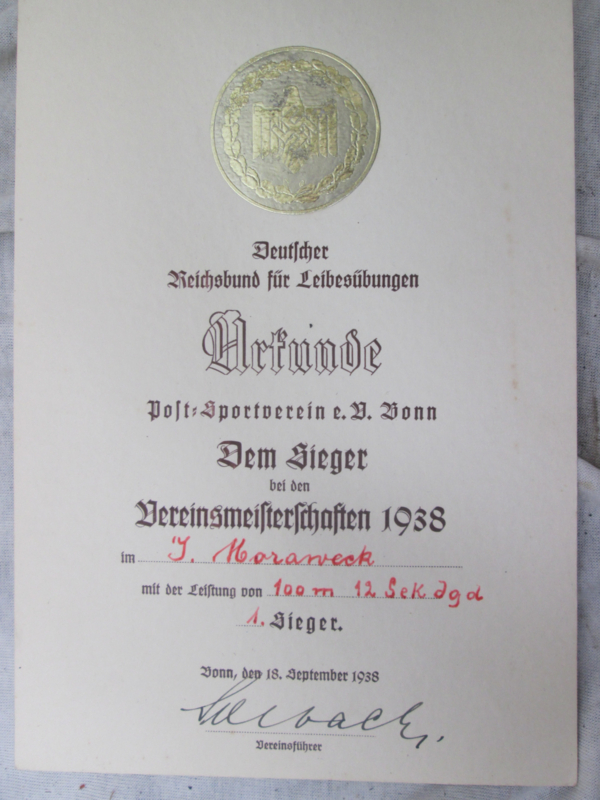 Deutscher
Reichsbund für Leibesübungen
Urkunde
Post-Sportverein e. V. Bonn
Dem Sieger
bei den
Vereinsmeisterschaften 1938
im J. Moraweck
mit der Leistung von 100 m 12 Sek Jgd
1. Sieger.
Bonn, den 18. September 1938
Vereinsführer